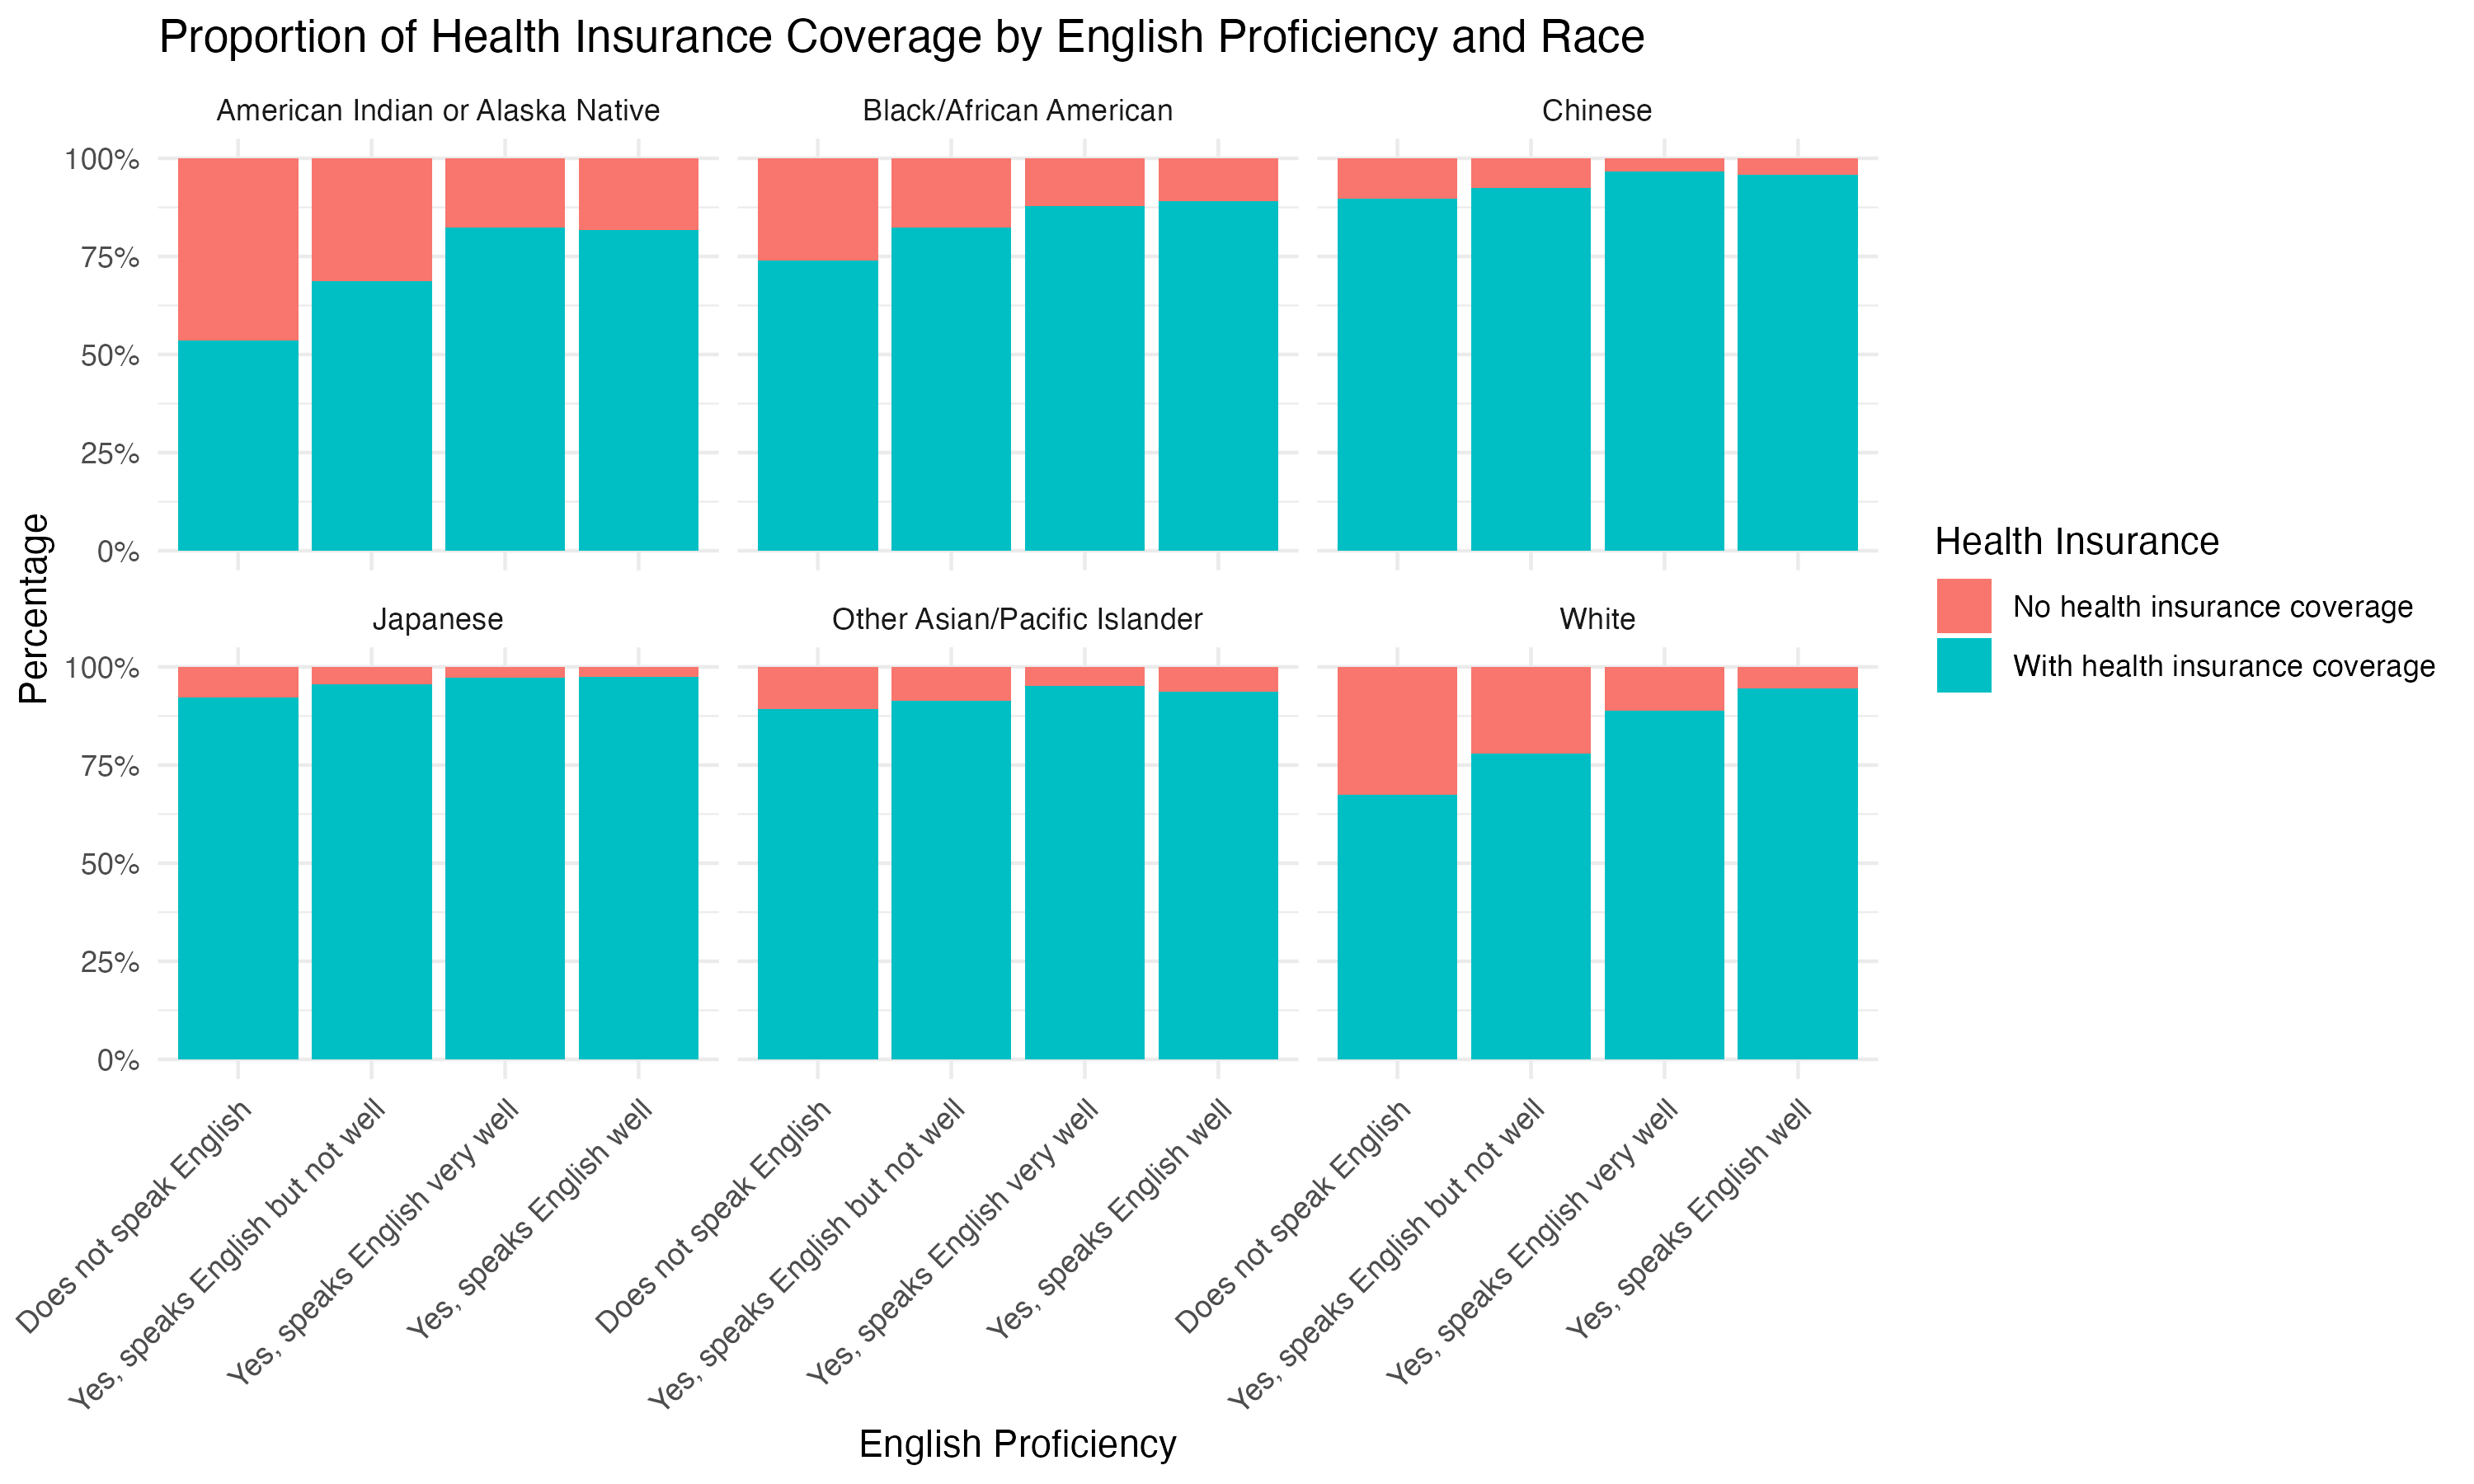 Proportion of Health Insurance Coverage by English Proficiency and Race
American Indian or Alaska Native
Black/African American
Chinese
100%
75%
50%
25%
0%
Japanese
Other Asian/Pacific Islander
White
100%
75%
50%
25%
0%
Percentage
Does not speak English
Yes, speaks English but not well
Yes, speaks English very well
Yes, speaks English well
Does not speak English
Yes, speaks English but not well
Yes, speaks English very well
Yes, speaks English well
Does not speak English
Yes, speaks English but not well
Yes, speaks English very well
Yes, speaks English well
English Proficiency
Health Insurance
No health insurance coverage
With health insurance coverage